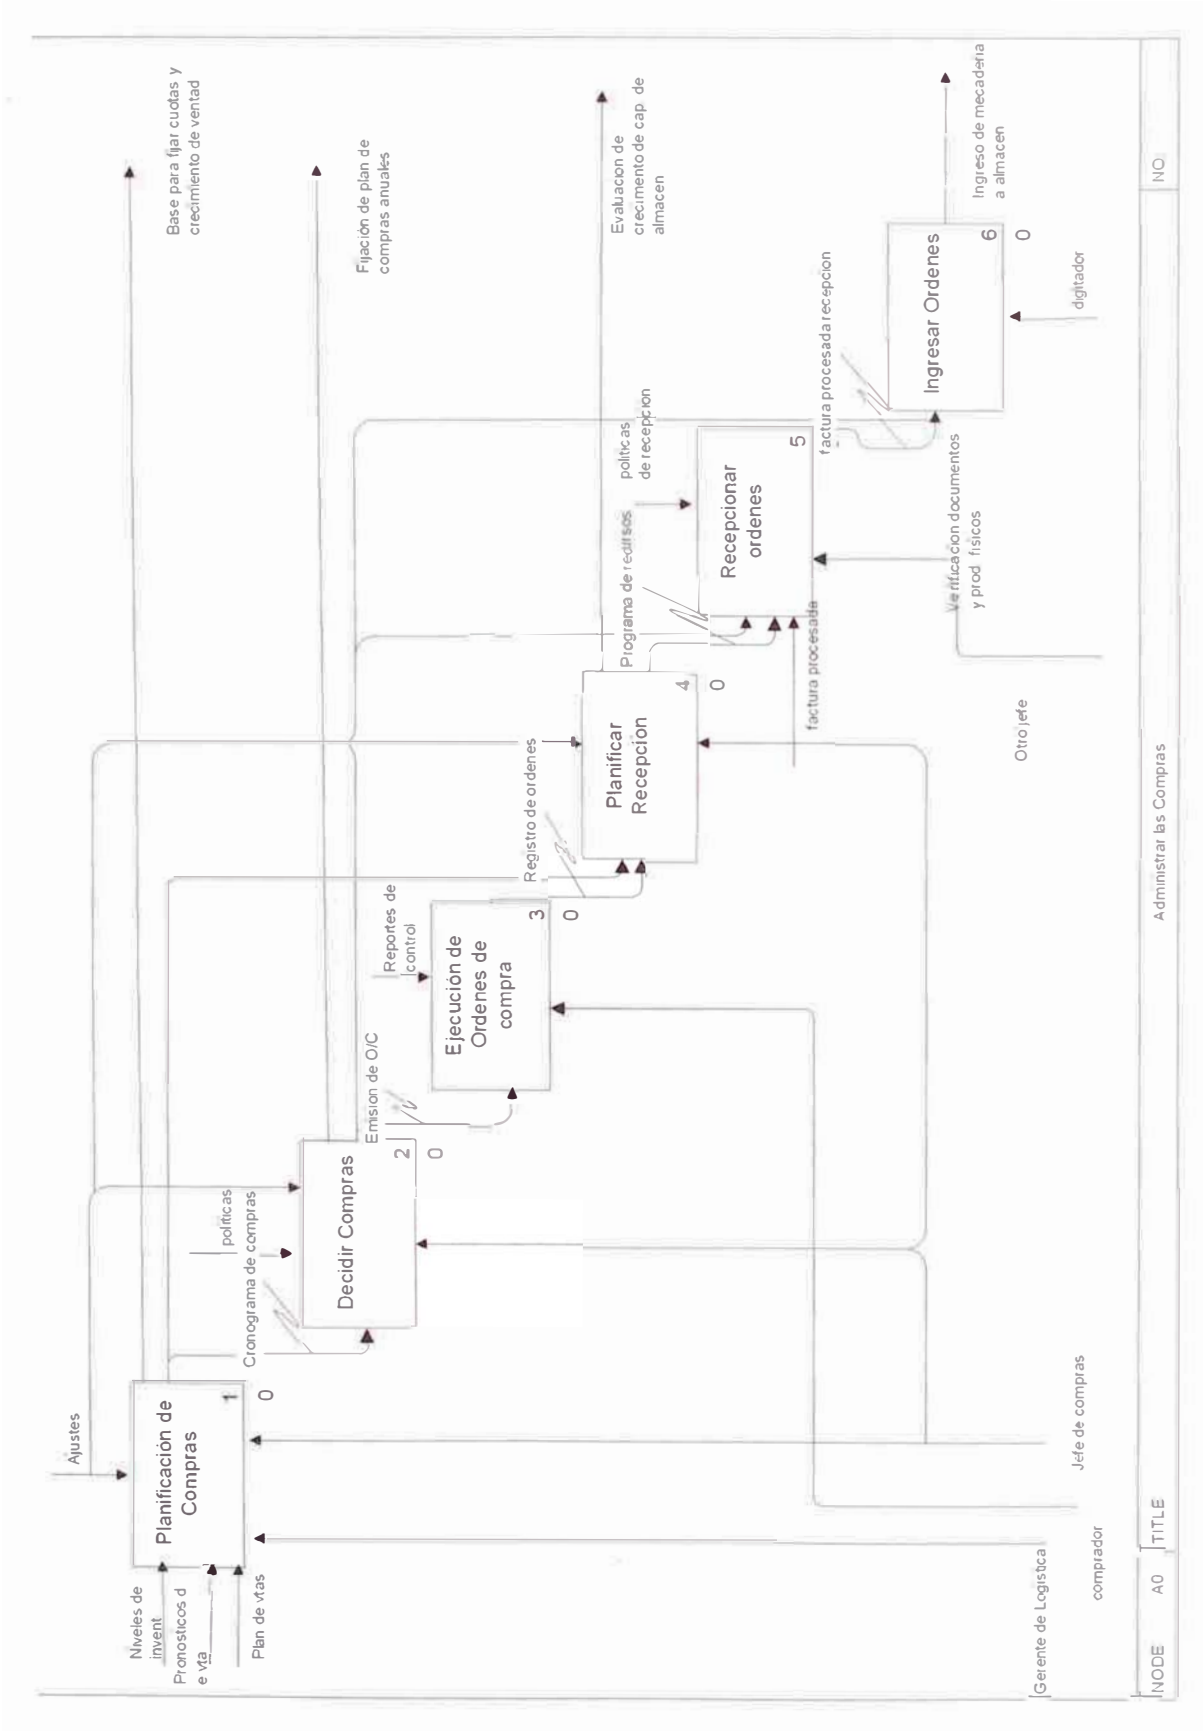 Ajustes
Niveles de
invent
Pronosticos d
e vta
Plan de vtas
Planificación de
Compras
1
0
politicas
Cronograma de compras
Decidir Compras
2
0
Emision de O/C
Reportes de
control
Ejecución de
Ordenes de
compra
3
0
Registro de ordenes
Planificar
Recepcion
4
0
Programa de recursos
politicas
de recepcion
factura procesada
Recepcionar
ordenes
5
factura procesada recepcion
Verificacion documentos
y prod. fisicos
Ingresar Ordenes
6
0
digitador
Base para fijar cuotas y
crecimiento de ventad
Fijación de plan de
compras anuales
Evaluacion de
crecimento de cap. de
almacen
Ingreso de mecaderia
a almacen
Gerente de Logistica
comprador
Jefe de compras
Otro jefe
NODE
A0
TITLE
Administrar las Compras
NO.